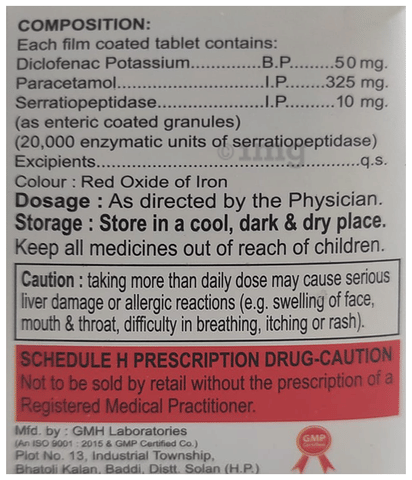 COMPOSITION:
Each film coated tablet contains:
Diclofenac Potassium..............B.P........50 mg.
Paracetamol............................I.P........325 mg.
Serratiopeptidase.....................I.P..........10 mg.
(as enteric coated granules)
(20,000 enzymatic units of serratiopeptidase)
Excipients..................................................q.s.
Colour : Red Oxide of Iron
Dosage : As directed by the Physician.
Storage : Store in a cool, dark & dry place.
Keep all medicines out of reach of children.
Caution : taking more than daily dose may cause serious
liver damage or allergic reactions (e.g. swelling of face,
mouth & throat, difficulty in breathing, itching or rash).
SCHEDULE H PRESCRIPTION DRUG-CAUTION
Not to be sold by retail without the prescription of a
Registered Medical Practitioner.
Mfd. by : GMH Laboratories
(An ISO 9001 : 2015 & GMP Certified Co.)
Plot No. 13, Industrial Township,
Bhatoli Kalan, Baddi, Distt. Solan (H.P.)
GMP